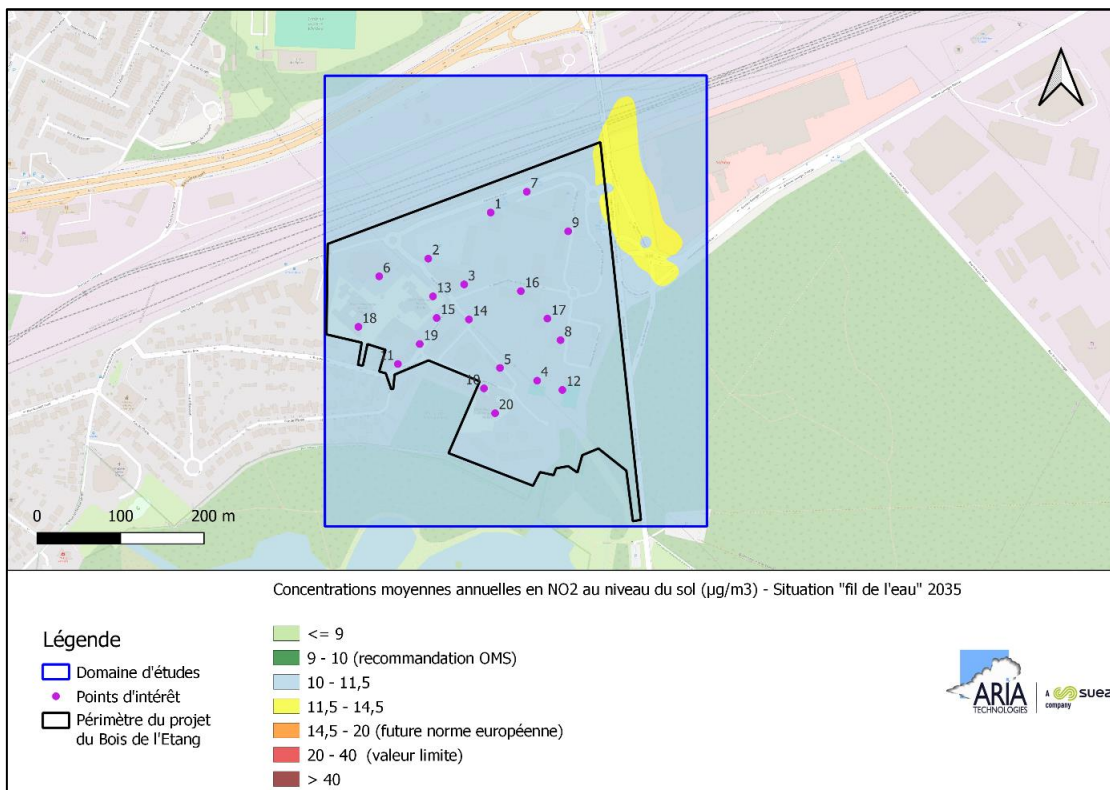 7
1
9
2
6
3
13
16
15
14
17
18
8
19
11
5
4
10
12
20
0 100 200 m
Concentrations moyennes annuelles en NO2 au niveau du sol (µg/m3) - Situation "fil de l'eau" 2035
Légende
Domaine d'études
Points d'intérêt
Périmètre du projet
du Bois de l'Etang
<= 9
9 - 10 (recommandation OMS)
10 - 11,5
11,5 - 14,5
14,5 - 20 (future norme européenne)
20 - 40 (valeur limite)
> 40
ARIA
TECHNOLOGIES
A suez
company